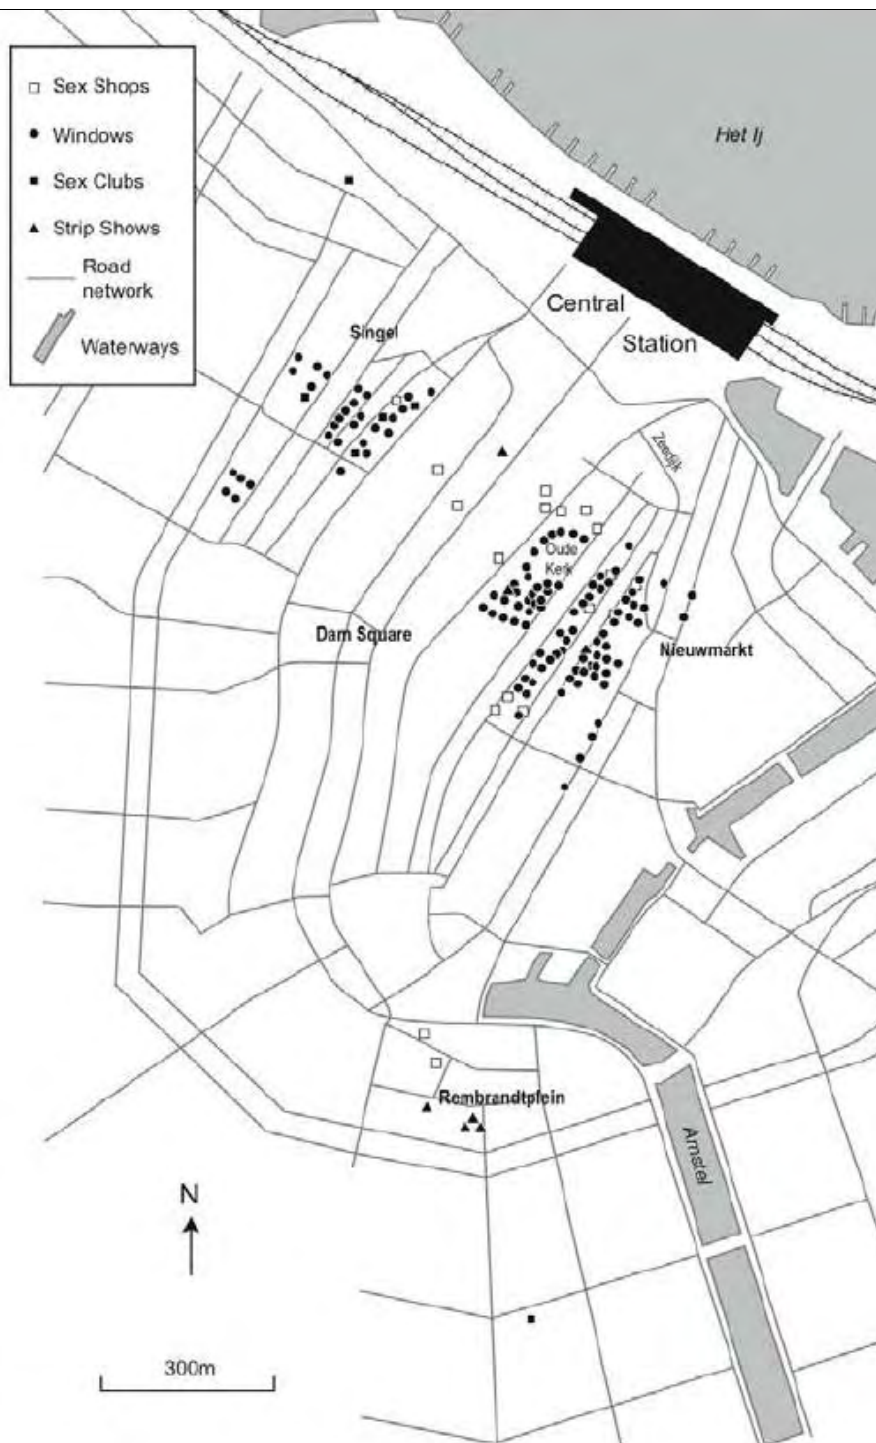 Sex Shops
Windows
Sex Clubs
Strip Shows
Road
network
Waterways
Het Ij
Central
Station
Singel
Zeedijk
Oude
Kerk
Dam Square
Nieuwmarkt
Rembrandtplein
Amstel
N
300m